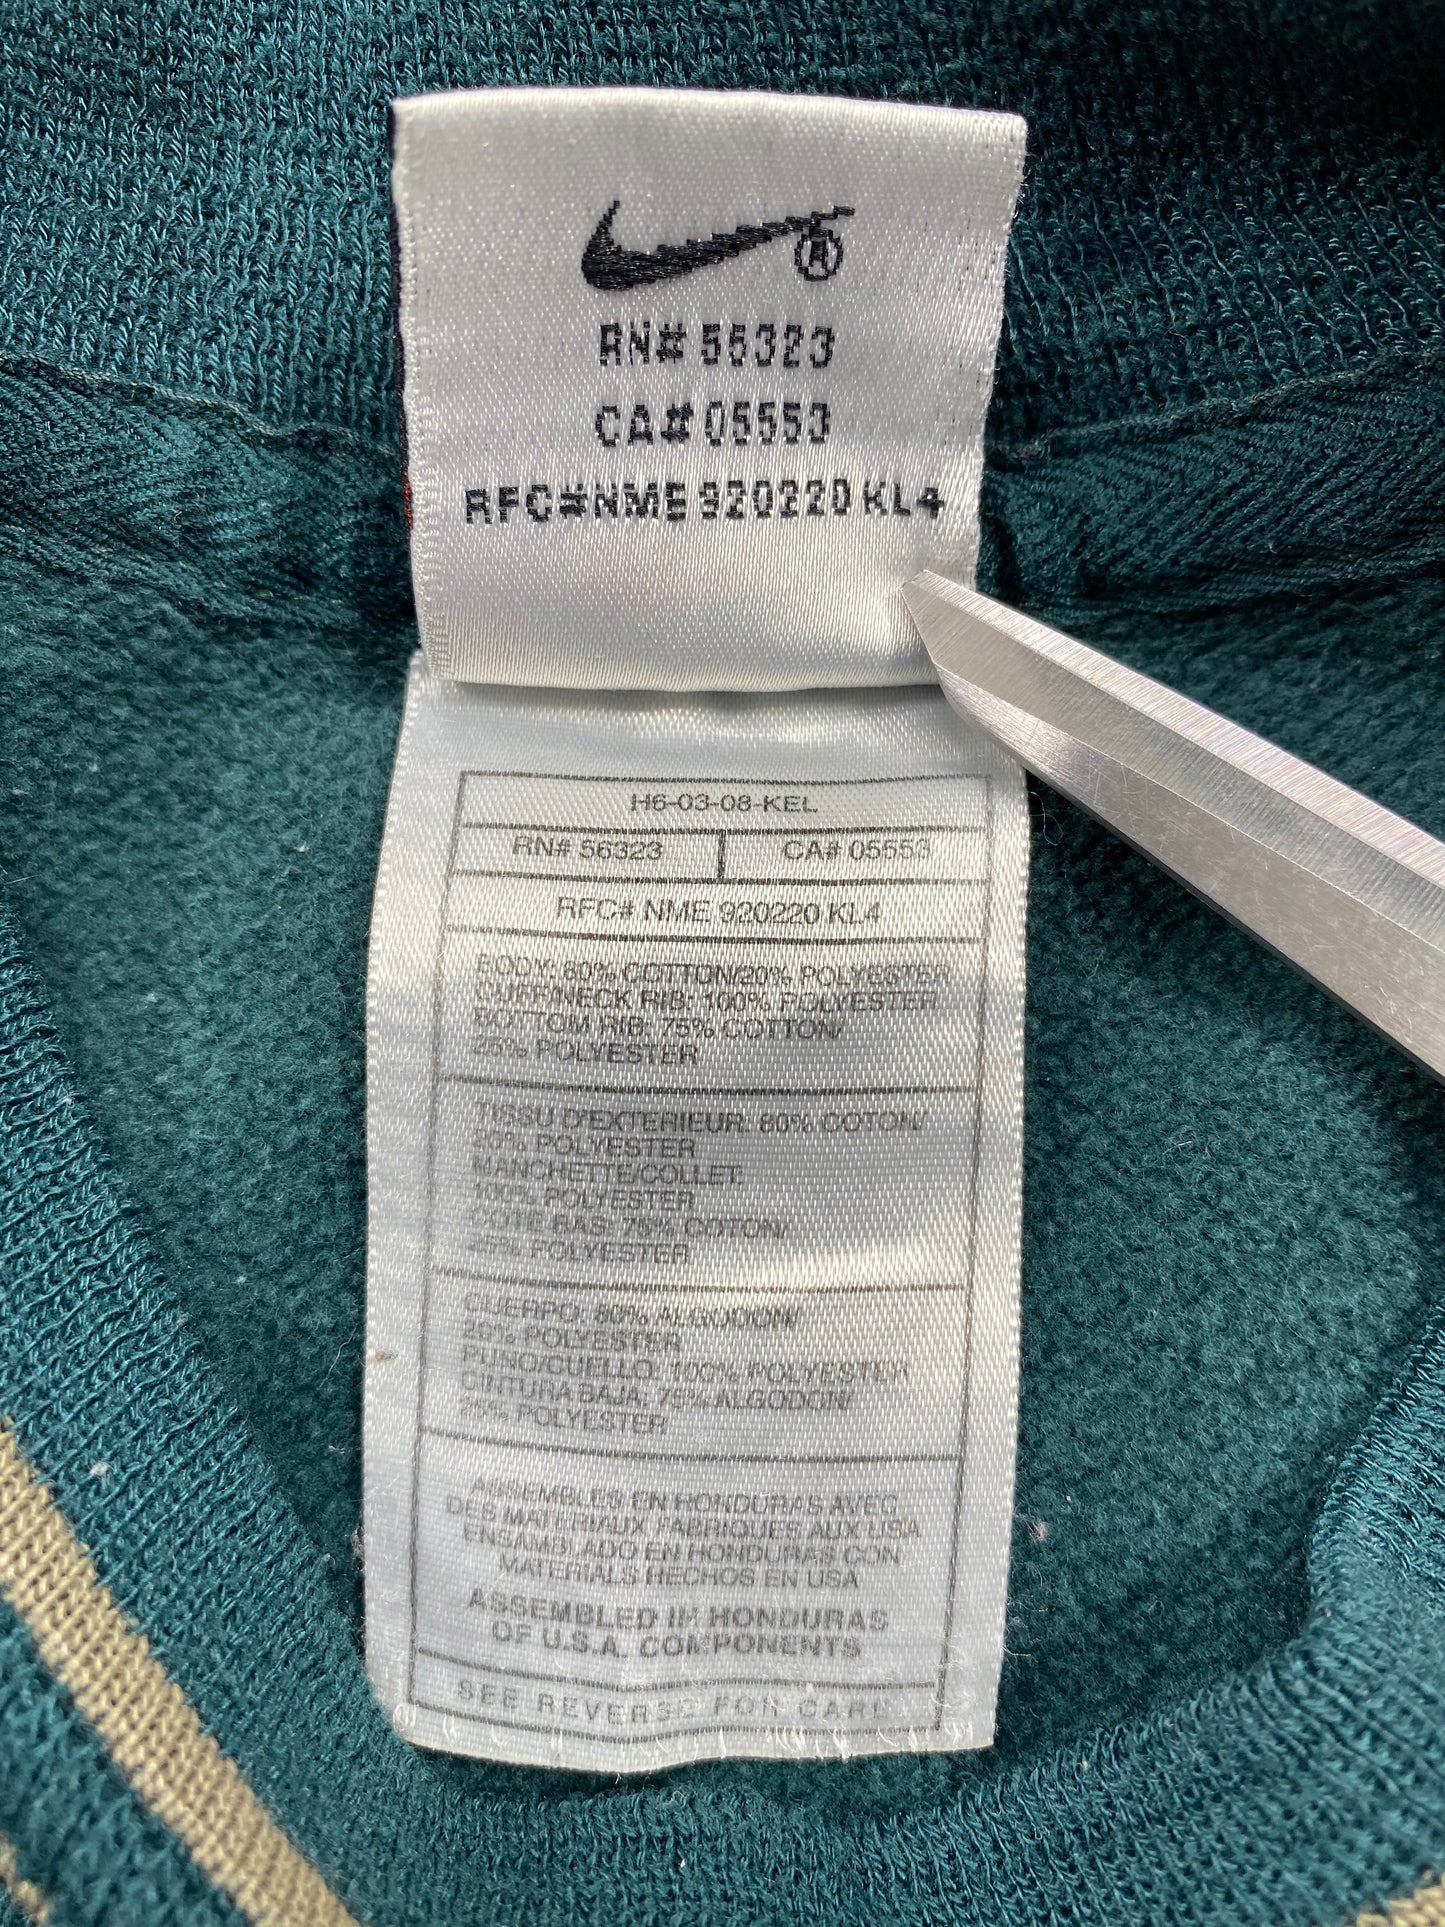 RN# 56323
CA# 05553
RFC# NME 920220 KL4
H6-03-08-KEL
RN# 56323 CA# 05553
RFC# NME 920220 KL4
BODY: 80% COTTON/20% POLYESTER
CUFF/NECK RIB: 100% POLYESTER
BOTTOM RIB: 75% COTTON/
25% POLYESTER
TISSU D'EXTERIEUR: 80% COTON/
20% POLYESTER
MANCHETTE/COLLET:
100% POLYESTER
COTE BAS: 75% COTON/
25% POLYESTER
CUERPO: 80% ALGODON/
20% POLYESTER
PUNO/CUELLO: 100% POLYESTER
CINTURA BAJA: 75% ALGODON/
25% POLYESTER
ASSEMBLES EN HONDURAS AVEC
DES MATERIAUX FABRIQUES AUX USA
ENSAMBLADO EN HONDURAS CON
MATERIALS HECHOS EN USA
ASSEMBLED IN HONDURAS
OF U.S.A. COMPONENTS
SEE REVERSE FOR CARE